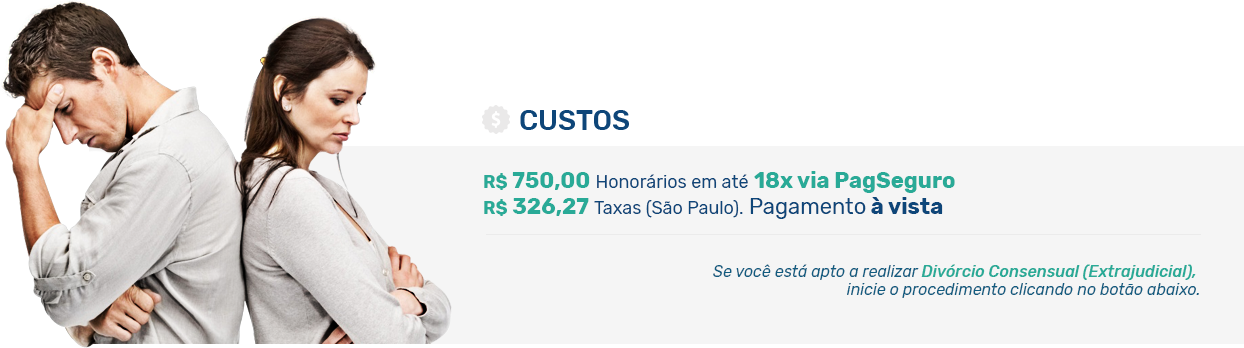 $ CUSTOS
R$ 750,00 Honorários em até 18x via PagSeguro
R$ 326,27 Taxas (São Paulo). Pagamento à vista
Se você está apto a realizar Divórcio Consensual (Extrajudicial),
inicie o procedimento clicando no botão abaixo.